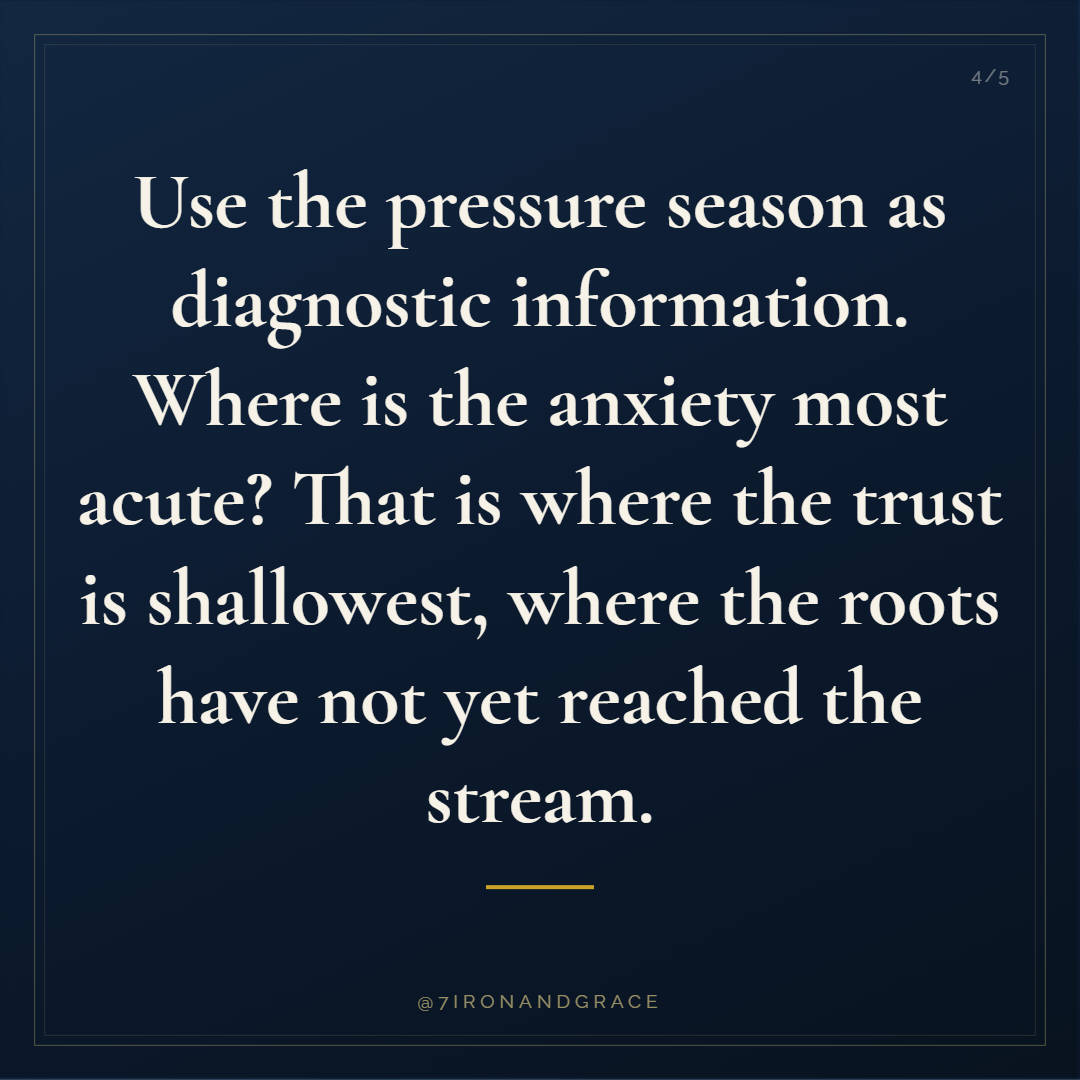 4/5
Use the pressure season as
diagnostic information.
Where is the anxiety most
acute? That is where the trust
is shallowest, where the roots
have not yet reached the
stream.
@7IRONANDGRACE